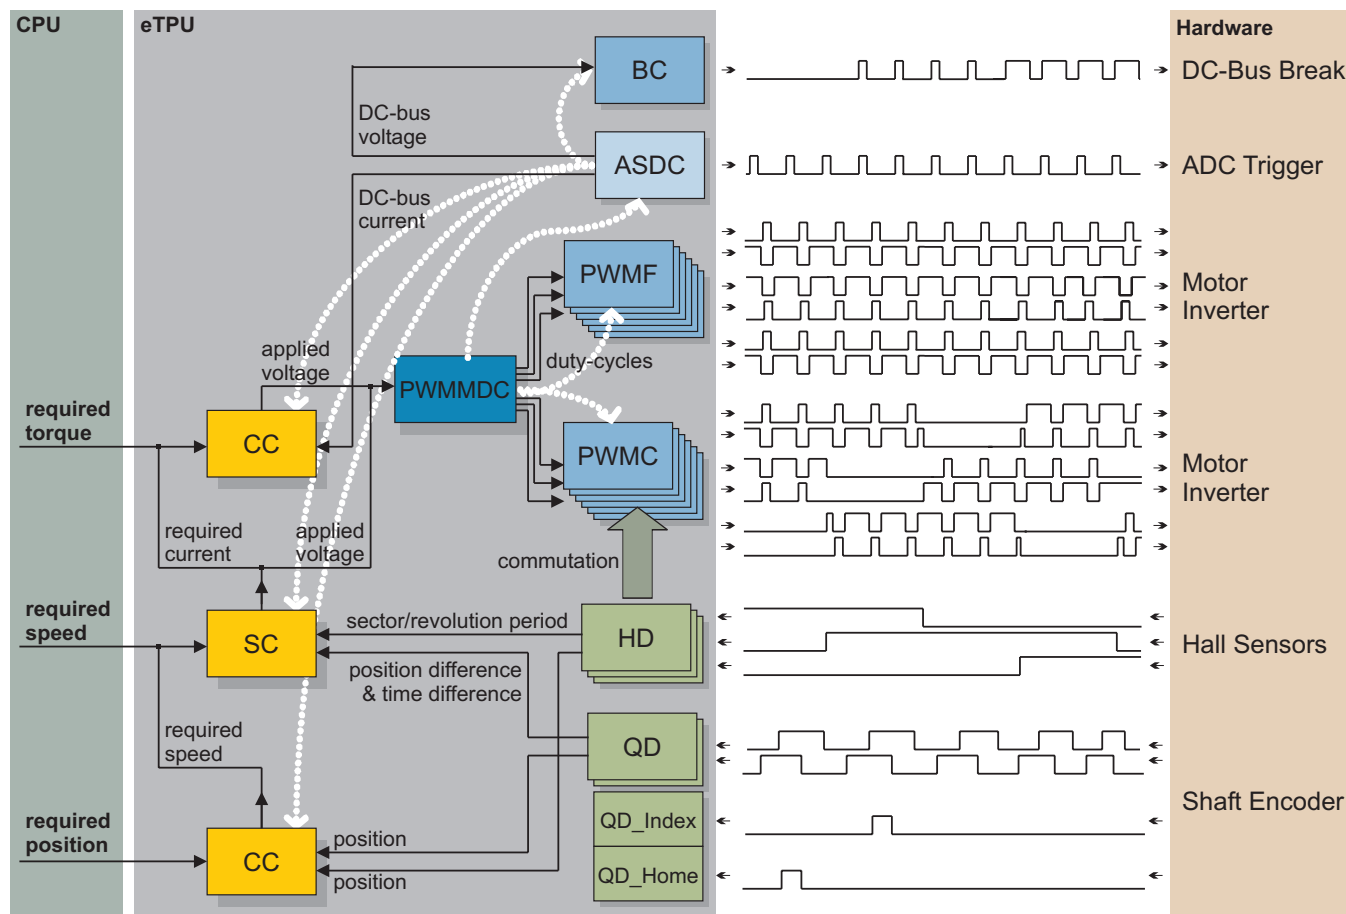 CPU
eTPU
Hardware
BC
DC-Bus Break
DC-bus
voltage
ASDC
ADC Trigger
DC-bus
current
PWMF
Motor
Inverter
applied
voltage
duty-cycles
PWMMDC
required
torque
CC
PWMC
Motor
Inverter
required
current
applied
voltage
commutation
required
speed
SC
sector/revolution period
HD
Hall Sensors
position difference
& time difference
required
speed
QD
Shaft Encoder
required
position
CC
position
position
QD_Index
QD_Home